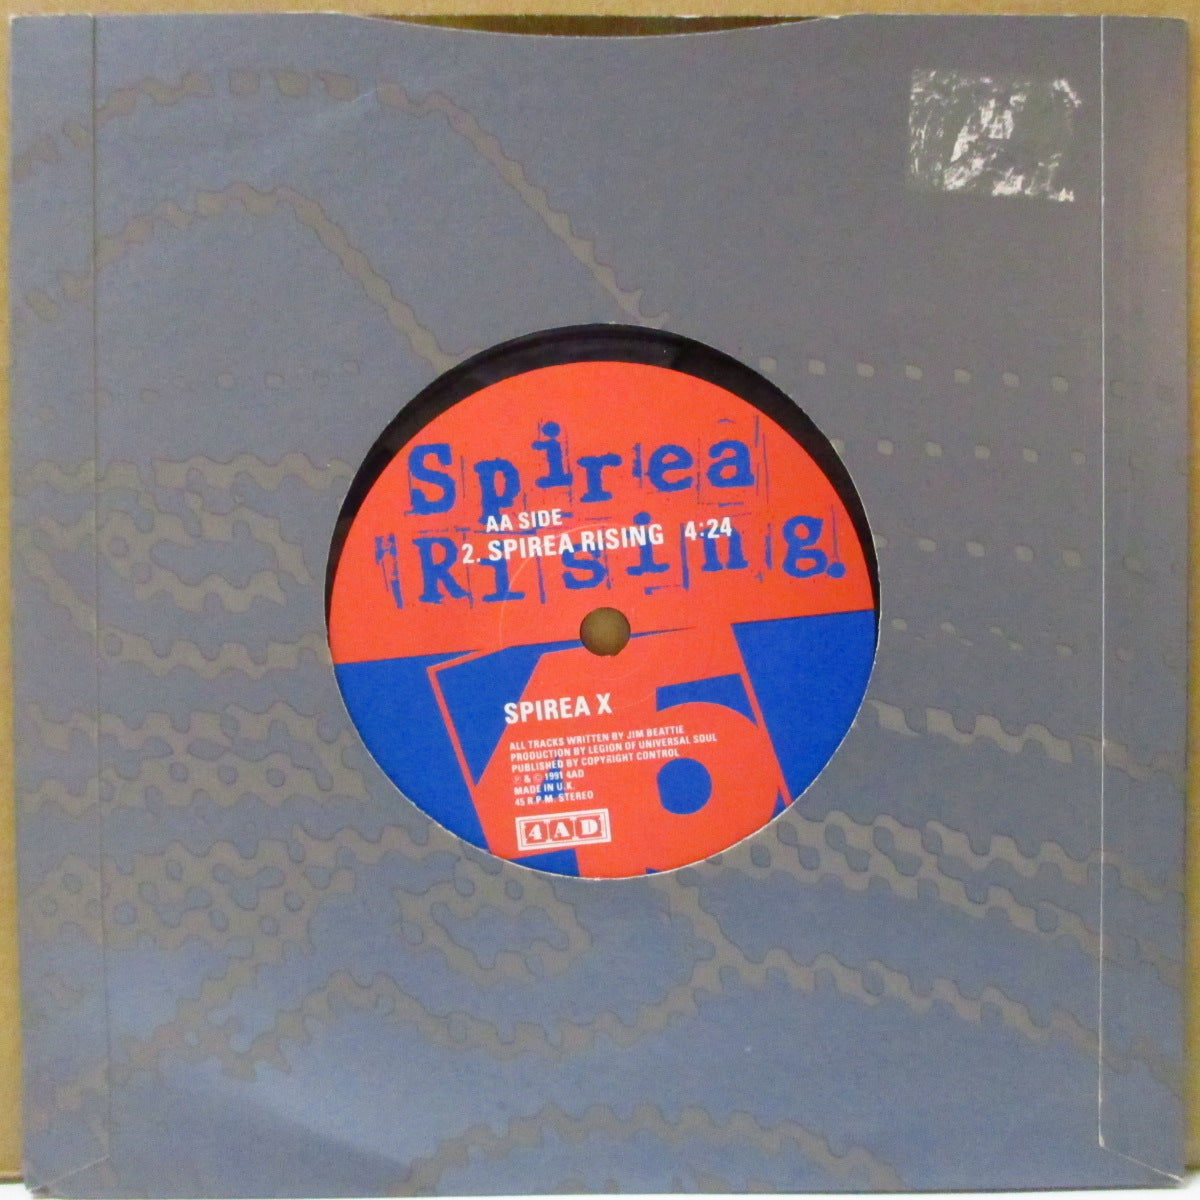 Spirea
AA SIDE
2. SPIREA RISING 4:24
Rising.
SPIREA X
ALL TRACKS WRITTEN BY JIM BEATTIE
PRODUCTION BY LEGION OF UNIVERSAL SOUL
PUBLISHED BY COPYRIGHT CONTROL
℗ & © 1991 4AD
MADE IN U.K.
45 R.P.M. STEREO
4AD